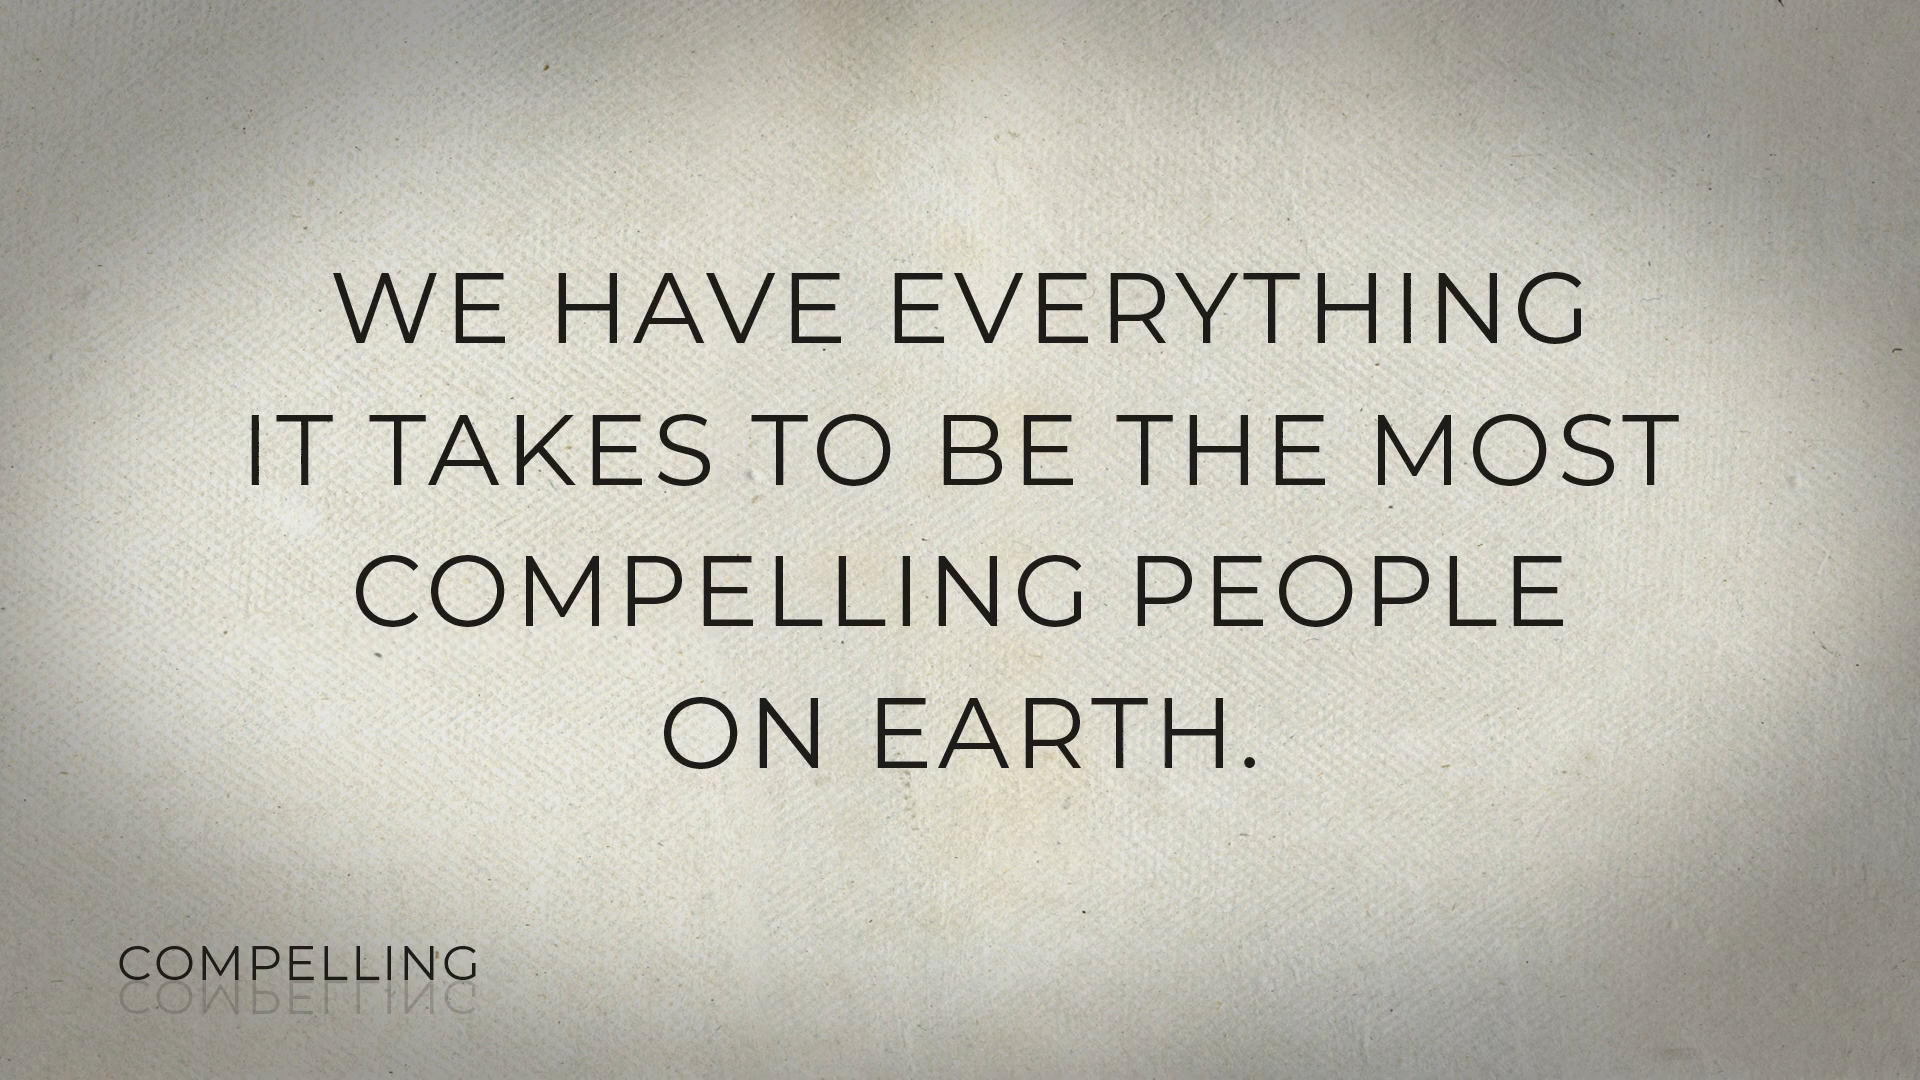 WE HAVE EVERYTHING
IT TAKES TO BE THE MOST
COMPELLING PEOPLE
ON EARTH.
COMPELLING